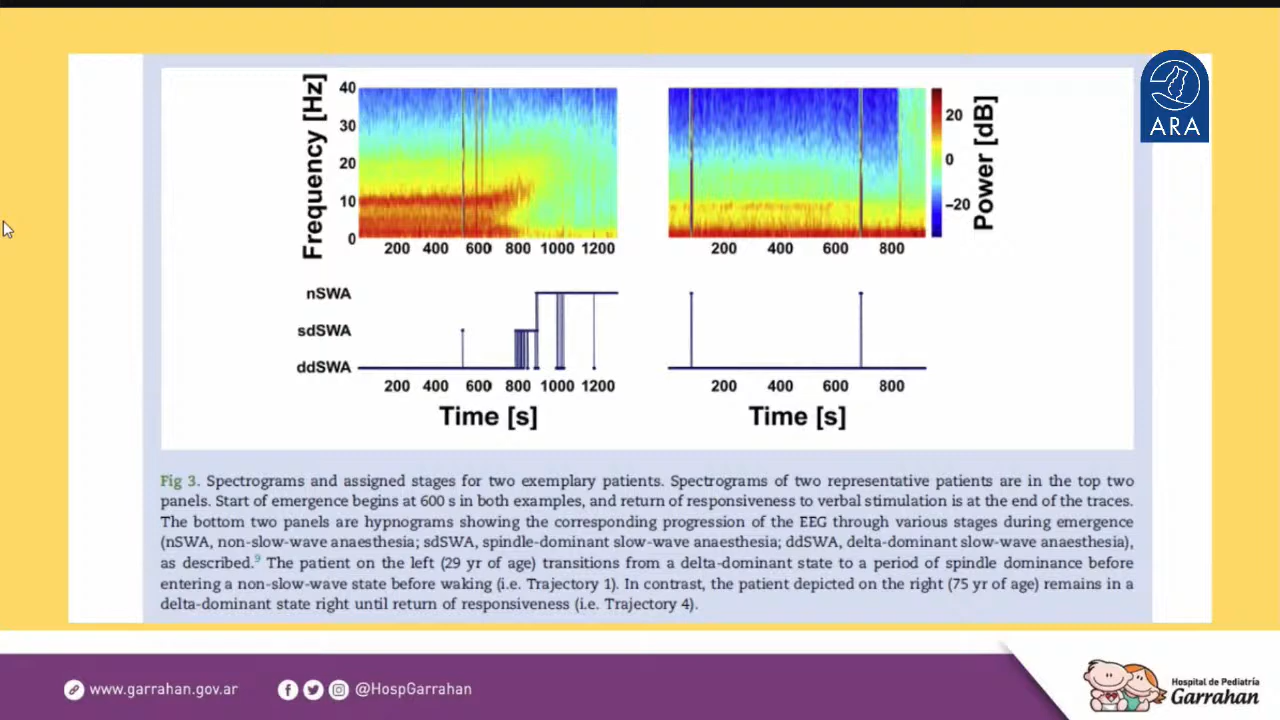 ARA
Frequency [Hz]
40
30
20
10
0
200 400 600 800 1000 1200
200 400 600 800
20
0
−20
Power [dB]
nSWA
sdSWA
ddSWA
200 400 600 800 1000 1200
200 400 600 800
Time [s]
Time [s]
Fig 3. Spectrograms and assigned stages for two exemplary patients. Spectrograms of two representative patients are in the top two
panels. Start of emergence begins at 600 s in both examples, and return of responsiveness to verbal stimulation is at the end of the traces.
The bottom two panels are hypnograms showing the corresponding progression of the EEG through various stages during emergence
(nSWA, non-slow-wave anaesthesia; sdSWA, spindle-dominant slow-wave anaesthesia; ddSWA, delta-dominant slow-wave anaesthesia),
as described.9 The patient on the left (29 yr of age) transitions from a delta-dominant state to a period of spindle dominance before
entering a non-slow-wave state before waking (i.e. Trajectory 1). In contrast, the patient depicted on the right (75 yr of age) remains in a
delta-dominant state right until return of responsiveness (i.e. Trajectory 4).
www.garrahan.gov.ar
@HospGarrahan
Hospital de Pediatría
Garrahan